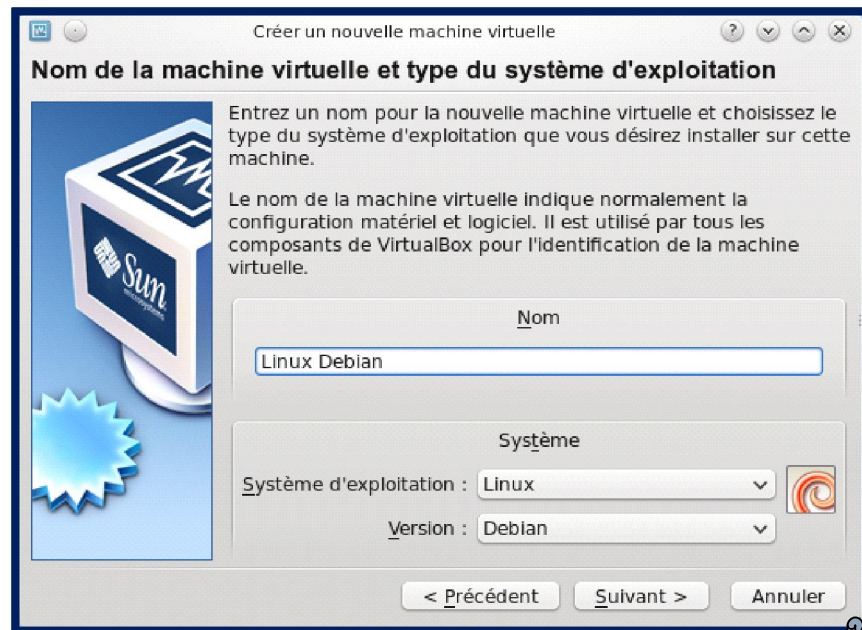 Créer un nouvelle machine virtuelle
Nom de la machine virtuelle et type du système d'exploitation
Entrez un nom pour la nouvelle machine virtuelle et choisissez le
type du système d'exploitation que vous désirez installer sur cette
machine.
Le nom de la machine virtuelle indique normalement la
configuration matériel et logiciel. Il est utilisé par tous les
composants de VirtualBox pour l'identification de la machine
virtuelle.
Sun
microsystems
Nom
Linux Debian
Système
Système d'exploitation : Linux
Version : Debian
< Précédent
Suivant >
Annuler